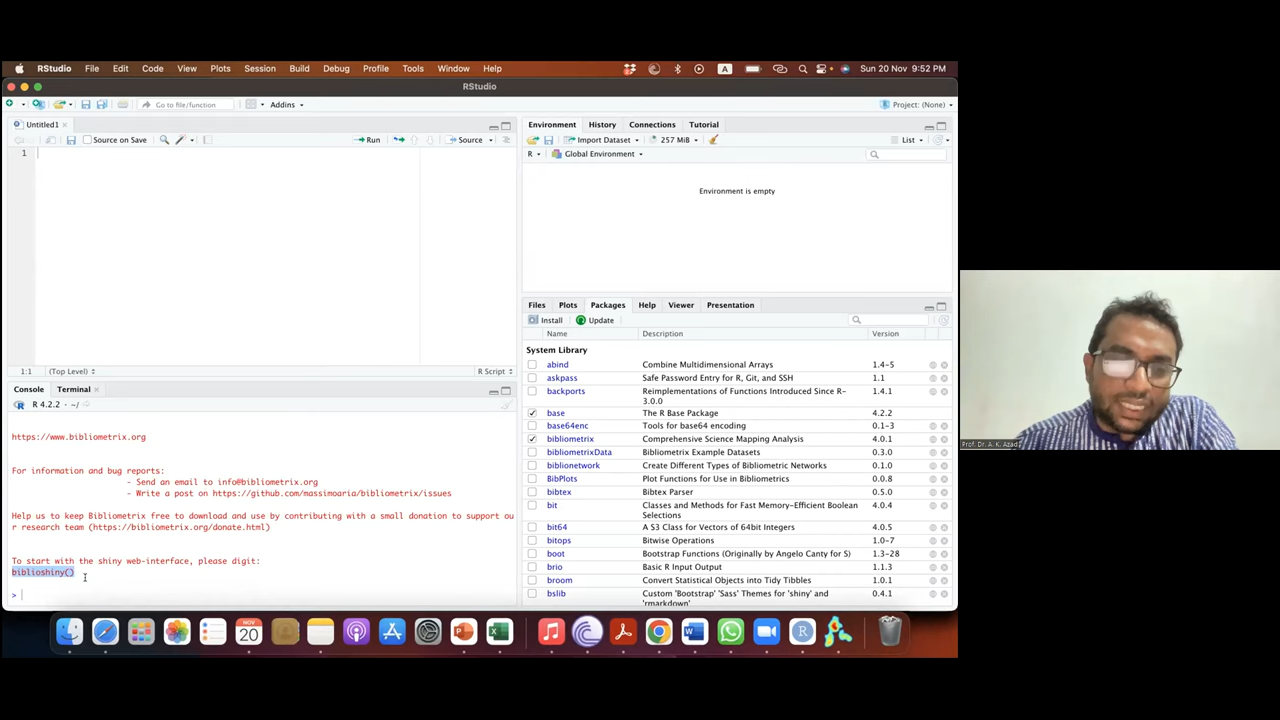 RStudio File Edit Code View Plots Session Build Debug Profile Tools Window Help A Sun 20 Nov 9:52 PM
RStudio
Go to file/function Addins Project: (None)
Untitled1
Source on Save Run Source
1
1:1 (Top Level) R Script
Console Terminal
R 4.2.2 · ~/
https://www.bibliometrix.org
For information and bug reports:
- Send an email to info@bibliometrix.org
- Write a post on https://github.com/massimoaria/bibliometrix/issues
Help us to keep Bibliometrix free to download and use by contributing with a small donation to support ou
r research team (https://bibliometrix.org/donate.html)
To start with the shiny web-interface, please digit:
biblioshiny()
>
Environment History Connections Tutorial
Import Dataset 257 MiB List
R Global Environment
Environment is empty
Files Plots Packages Help Viewer Presentation
Install Update
Name Description Version
System Library
abind Combine Multidimensional Arrays 1.4-5
askpass Safe Password Entry for R, Git, and SSH 1.1
backports Reimplementations of Functions Introduced Since R-
3.0.0 1.4.1
base The R Base Package 4.2.2
base64enc Tools for base64 encoding 0.1-3
bibliometrix Comprehensive Science Mapping Analysis 4.0.1
bibliometrixData Bibliometrix Example Datasets 0.3.0
biblionetwork Create Different Types of Bibliometric Networks 0.1.0
BibPlots Plot Functions for Use in Bibliometrics 0.0.8
bibtex Bibtex Parser 0.5.0
bit Classes and Methods for Fast Memory-Efficient Boolean
Selections 4.0.4
bit64 A S3 Class for Vectors of 64bit Integers 4.0.5
bitops Bitwise Operations 1.0-7
boot Bootstrap Functions (Originally by Angelo Canty for S) 1.3-28
brio Basic R Input Output 1.1.3
broom Convert Statistical Objects into Tidy Tibbles 1.0.1
bslib Custom 'Bootstrap' 'Sass' Themes for 'shiny' and
'rmarkdown' 0.4.1
NOV
20
Prof. Dr. A. K. Azad